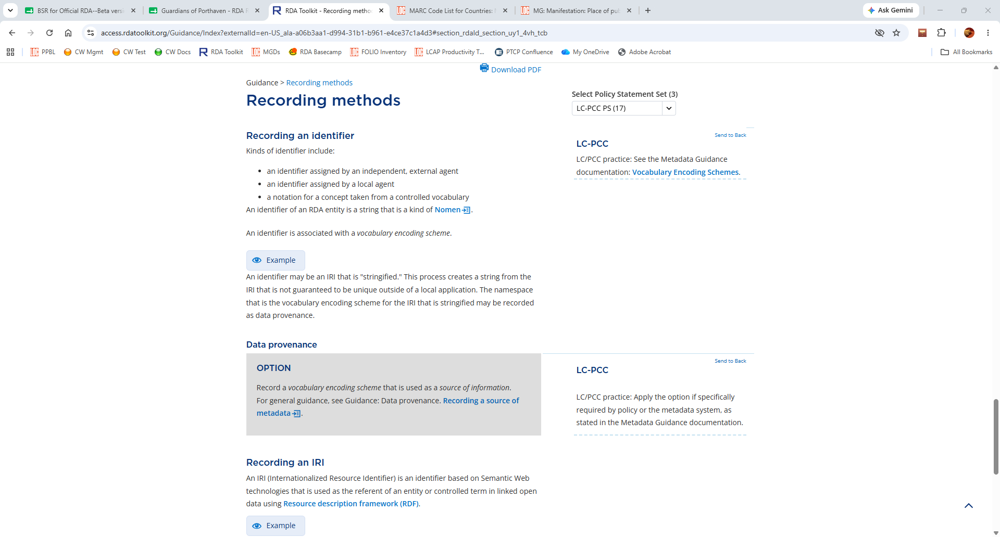 BSR for Official RDA--Beta versi
Guardians of Porthaven - RDA R
RDA Toolkit - Recording metho
MARC Code List for Countries:
MG: Manifestation: Place of pu
Ask Gemini
access.rdatoolkit.org/Guidance/Index?externalId=en-US_ala-a06b3aa1-d994-31b1-b961-e4ce37c1a4d3#section_rdaId_section_uy1_4vh_tcb
PPBL
CW Mgmt
CW Test
CW Docs
RDA Toolkit
MGDs
RDA Basecamp
FOLIO Inventory
LCAP Productivity T...
PTCP Confluence
My OneDrive
Adobe Acrobat
All Bookmarks
Download PDF
Guidance > Recording methods
Recording methods
Select Policy Statement Set (3)
LC-PCC PS (17)
Recording an identifier
Kinds of identifier include:
• an identifier assigned by an independent, external agent
• an identifier assigned by a local agent
• a notation for a concept taken from a controlled vocabulary
An identifier of an RDA entity is a string that is a kind of Nomen.
An identifier is associated with a vocabulary encoding scheme.
Send to Back
LC-PCC
LC/PCC practice: See the Metadata Guidance
documentation: Vocabulary Encoding Schemes.
Example
An identifier may be an IRI that is "stringified." This process creates a string from the
IRI that is not guaranteed to be unique outside of a local application. The namespace
that is the vocabulary encoding scheme for the IRI that is stringified may be recorded
as data provenance.
Data provenance
OPTION
Record a vocabulary encoding scheme that is used as a source of information.
For general guidance, see Guidance: Data provenance. Recording a source of
metadata.
Send to Back
LC-PCC
LC/PCC practice: Apply the option if specifically
required by policy or the metadata system, as
stated in the Metadata Guidance documentation.
Recording an IRI
An IRI (Internationalized Resource Identifier) is an identifier based on Semantic Web
technologies that is used as the referent of an entity or controlled term in linked open
data using Resource description framework (RDF).
Example